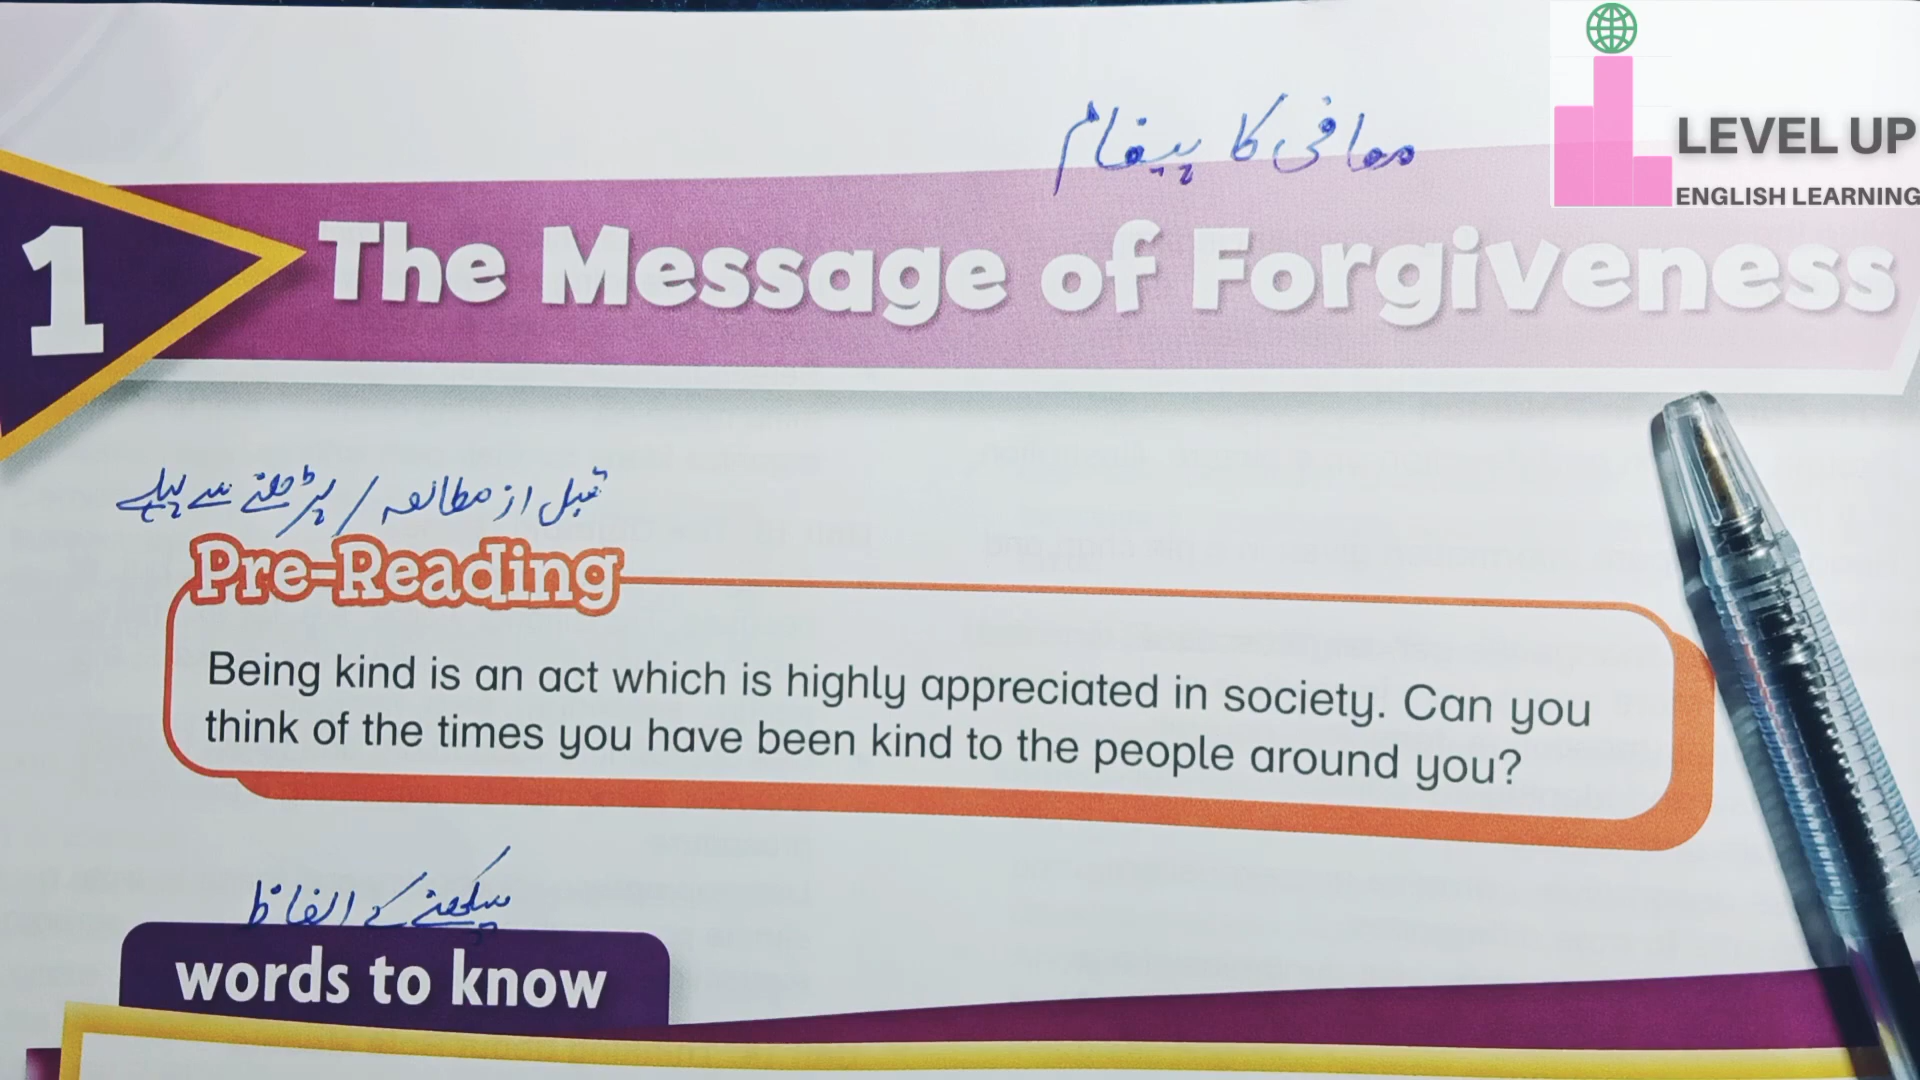 معافی کا پیغام
LEVEL UP
ENGLISH LEARNING
1
The Message of Forgiveness
قبل از مطالعہ / پڑھنے سے پہلے
Pre-Reading
Being kind is an act which is highly appreciated in society. Can you
think of the times you have been kind to the people around you?
سیکھنے کے الفاظ
words to know